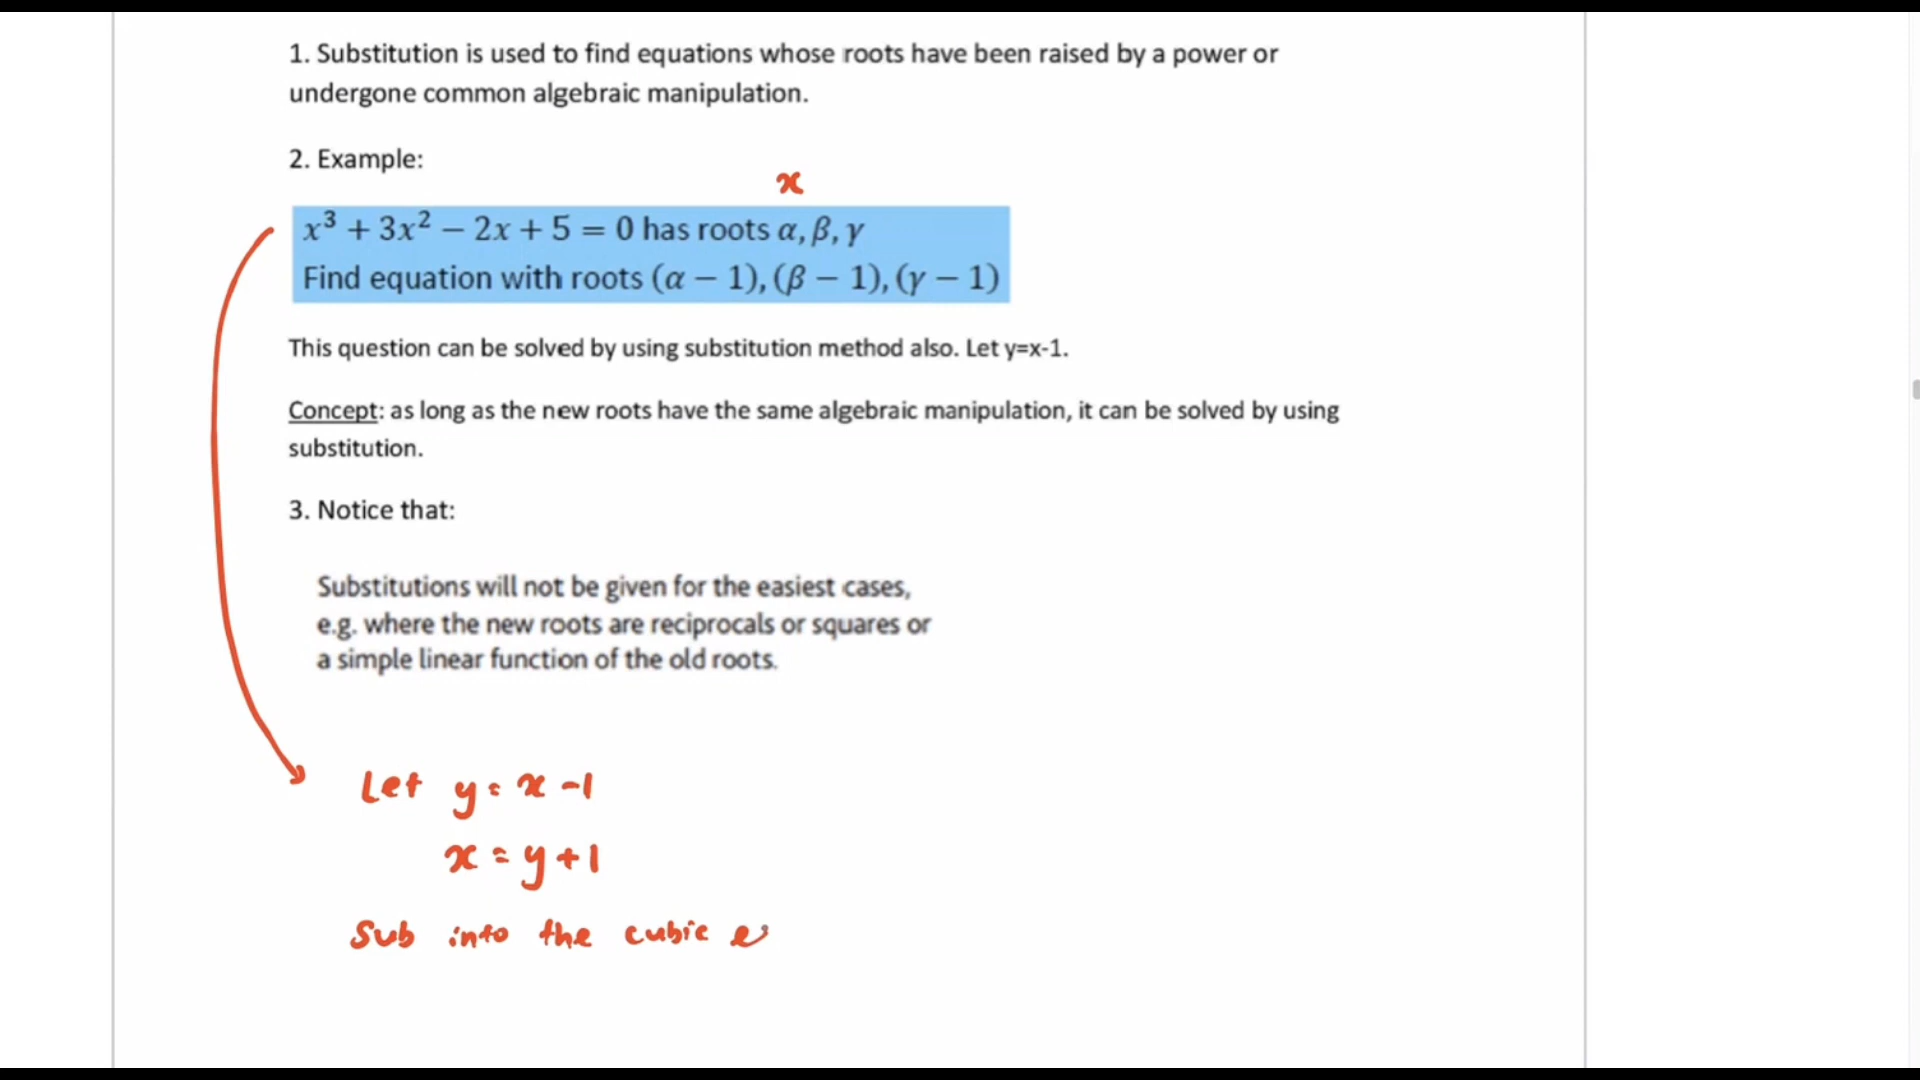 1. Substitution is used to find equations whose roots have been raised by a power or
undergone common algebraic manipulation.
2. Example:
x
x³ + 3x² − 2x + 5 = 0 has roots α, β, γ
Find equation with roots (α − 1), (β − 1), (γ − 1)
This question can be solved by using substitution method also. Let y=x-1.
Concept: as long as the new roots have the same algebraic manipulation, it can be solved by using
substitution.
3. Notice that:
Substitutions will not be given for the easiest cases,
e.g. where the new roots are reciprocals or squares or
a simple linear function of the old roots.
Let y = x - 1
x = y + 1
Sub into the cubic e